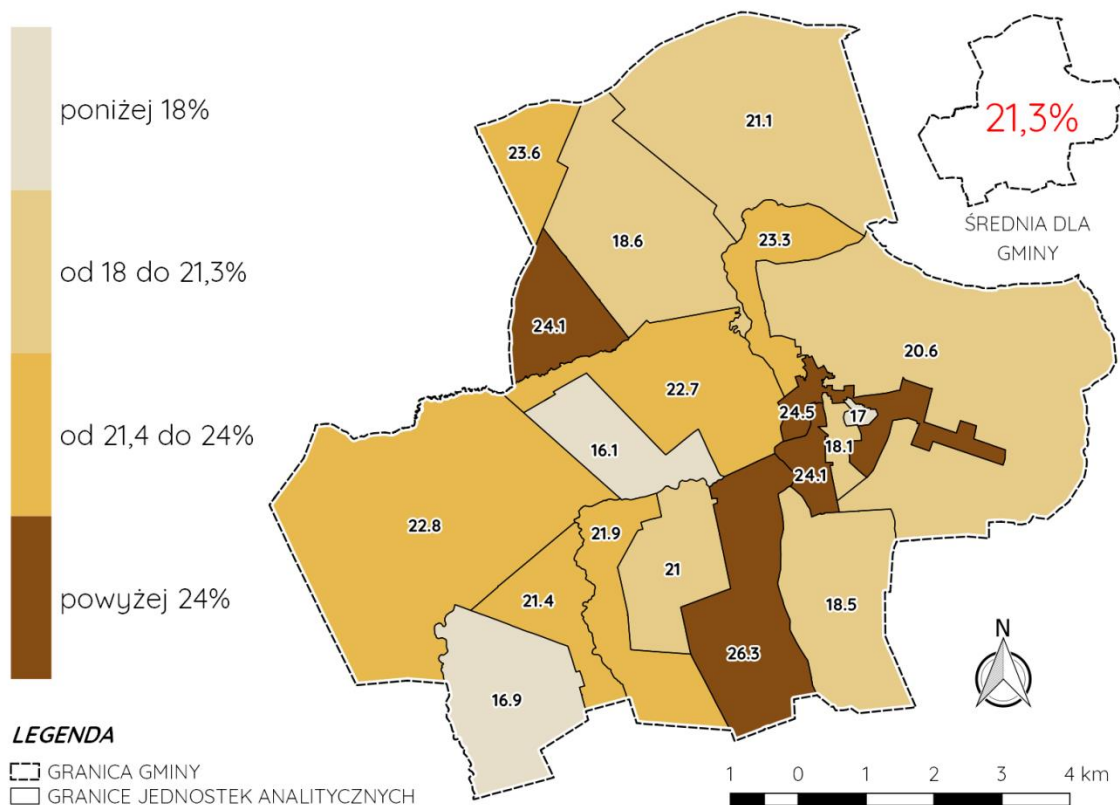 poniżej 18%
od 18 do 21,3%
od 21,4 do 24%
powyżej 24%
21,3%
ŚREDNIA DLA
GMINY
21.1
23.6
18.6
23.3
24.1
20.6
22.7
24.5
17
16.1
18.1
24.1
22.8
21.9
21
21.4
18.5
26.3
16.9
N
LEGENDA
GRANICA GMINY
GRANICE JEDNOSTEK ANALITYCZNYCH
1 0 1 2 3 4 km